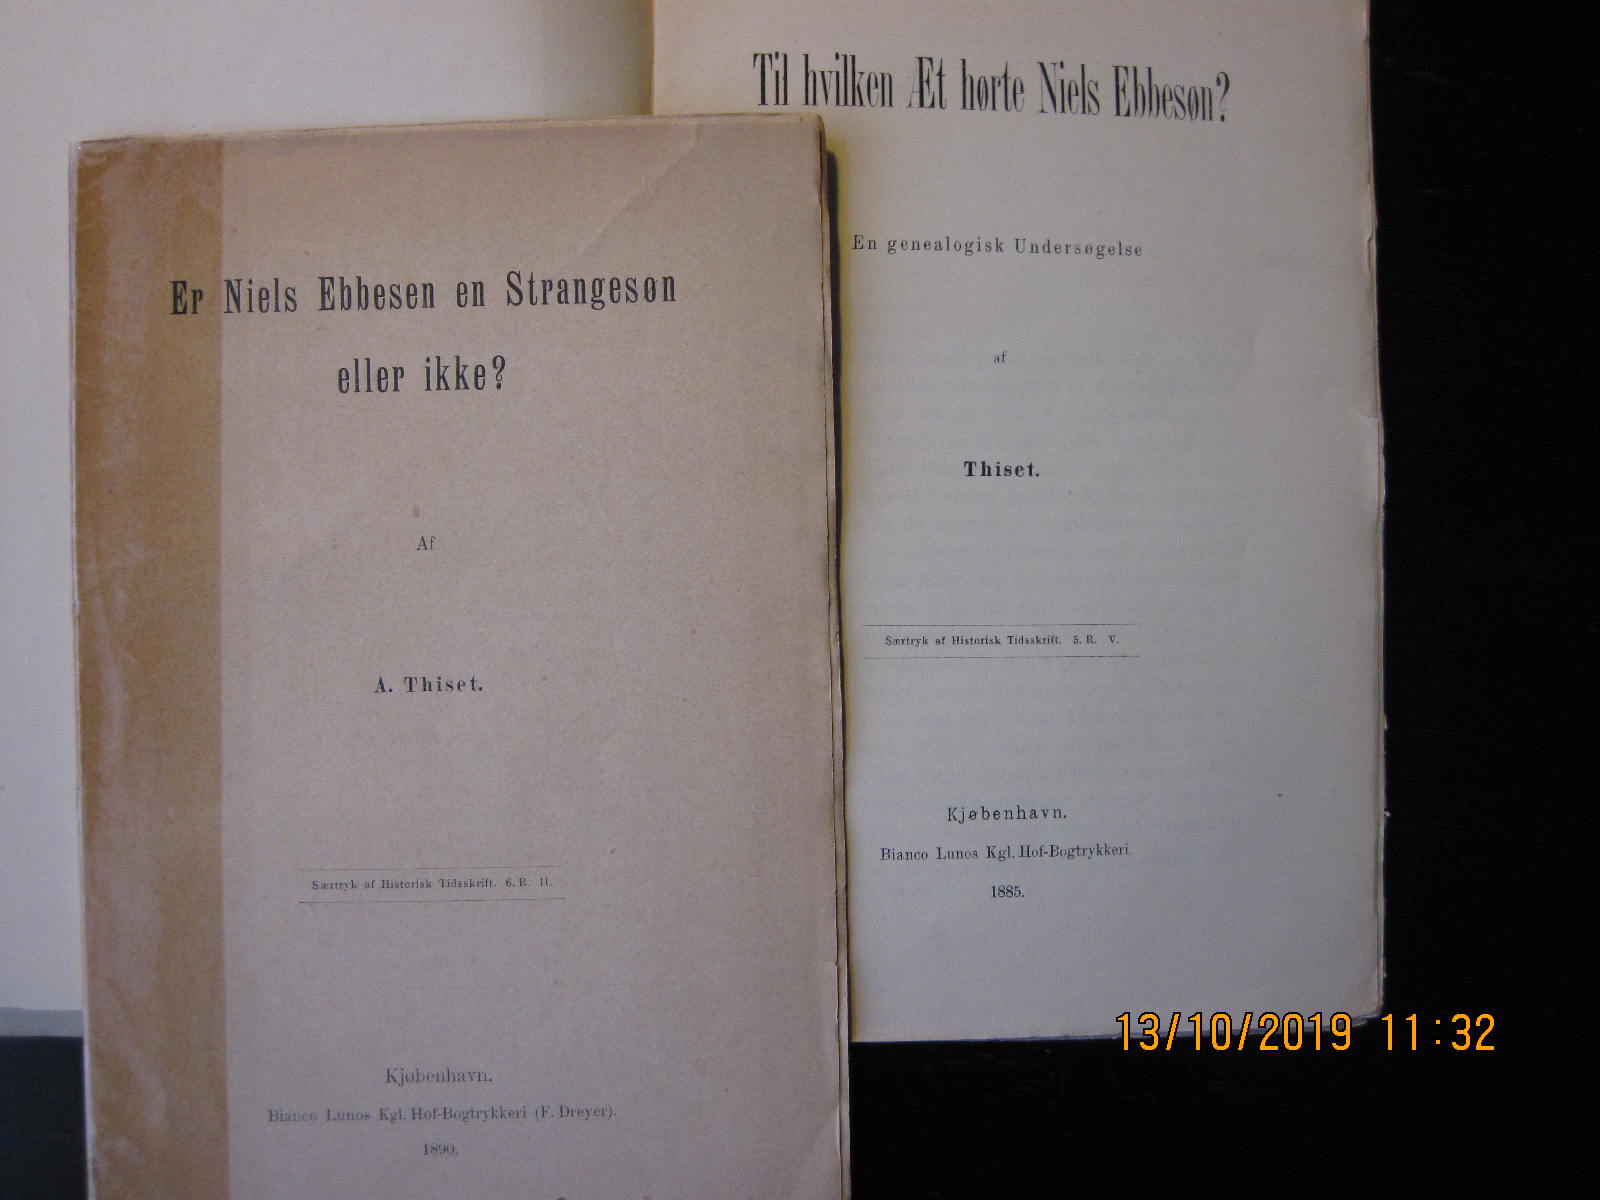 Til hvilken Æt hørte Niels Ebbesøn?
En genealogisk Undersøgelse
af
Thiset.
Særtryk af Historisk Tidsskrift. 5. R. V.
Kjøbenhavn.
Bianco Lunos Kgl. Hof-Bogtrykkeri.
1885.
Er Niels Ebbesen en Strangesøn
eller ikke?
Af
A. Thiset.
Særtryk af Historisk Tidsskrift. 6. R. II.
Kjøbenhavn.
Bianco Lunos Kgl. Hof-Bogtrykkeri (F. Dreyer).
1890.
13/10/2019 11:32